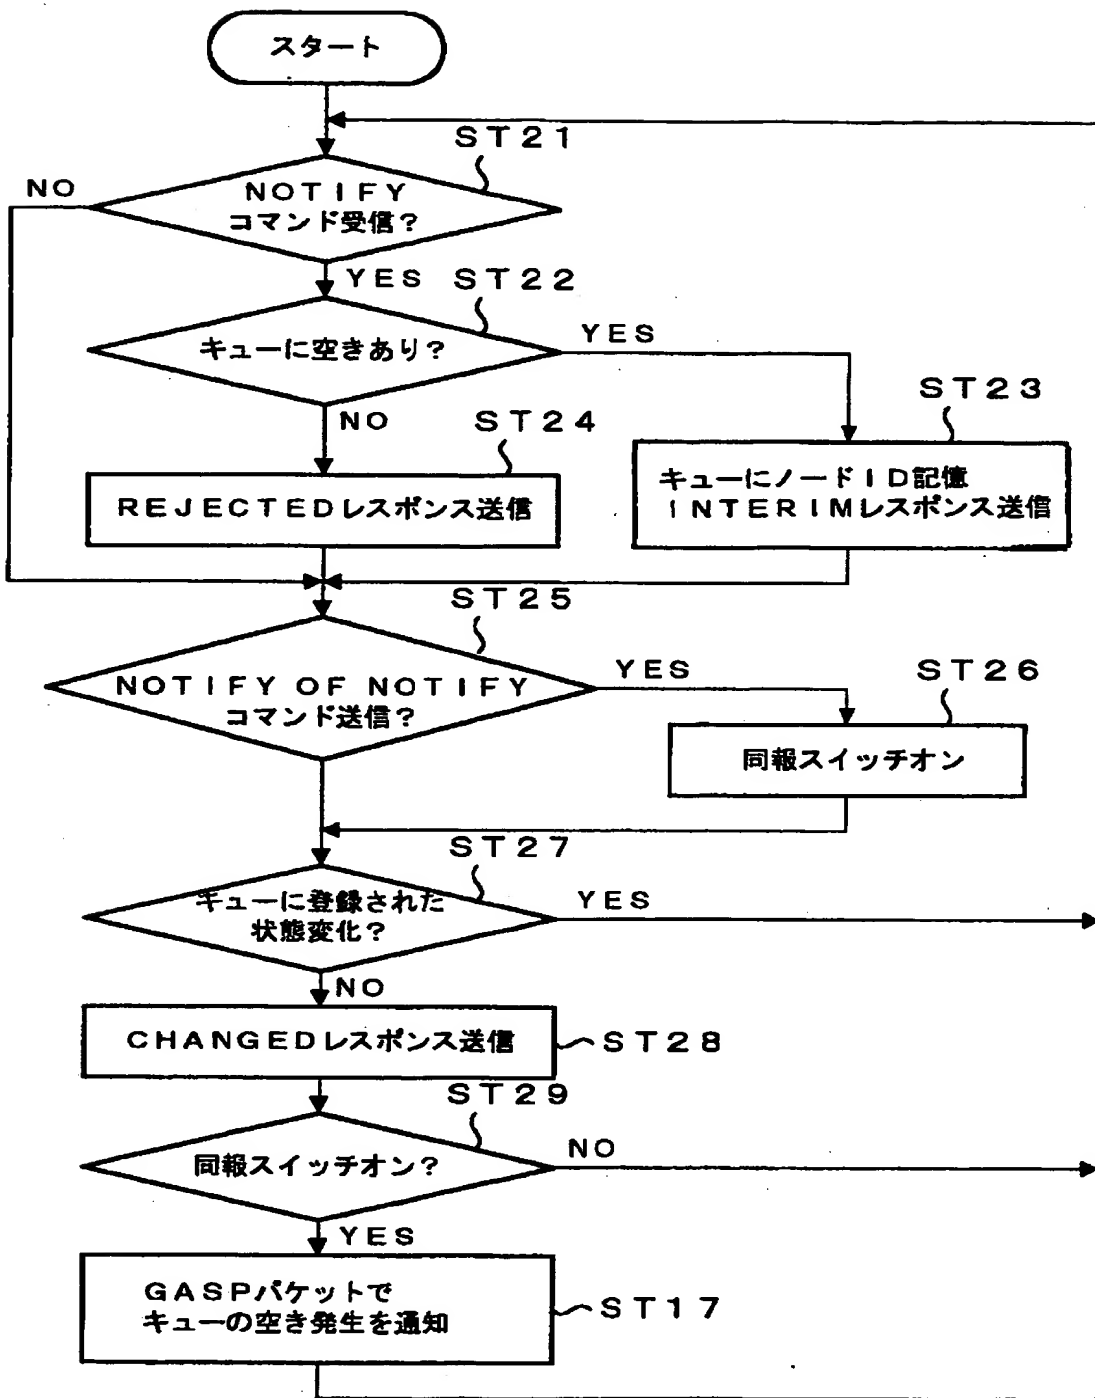 スタート
ST21
NO
NOTIFY
コマンド受信?
YES
ST22
キューに空きあり?
YES
ST23
NO
ST24
キューにノードID記憶
INTERIMレスポンス送信
REJECTEDレスポンス送信
ST25
YES
ST26
NOTIFY OF NOTIFY
コマンド送信?
同報スイッチオン
ST27
キューに登録された
状態変化?
YES
NO
CHANGEDレスポンス送信
ST28
ST29
同報スイッチオン?
NO
YES
GASPパケットで
キューの空き発生を通知
ST17